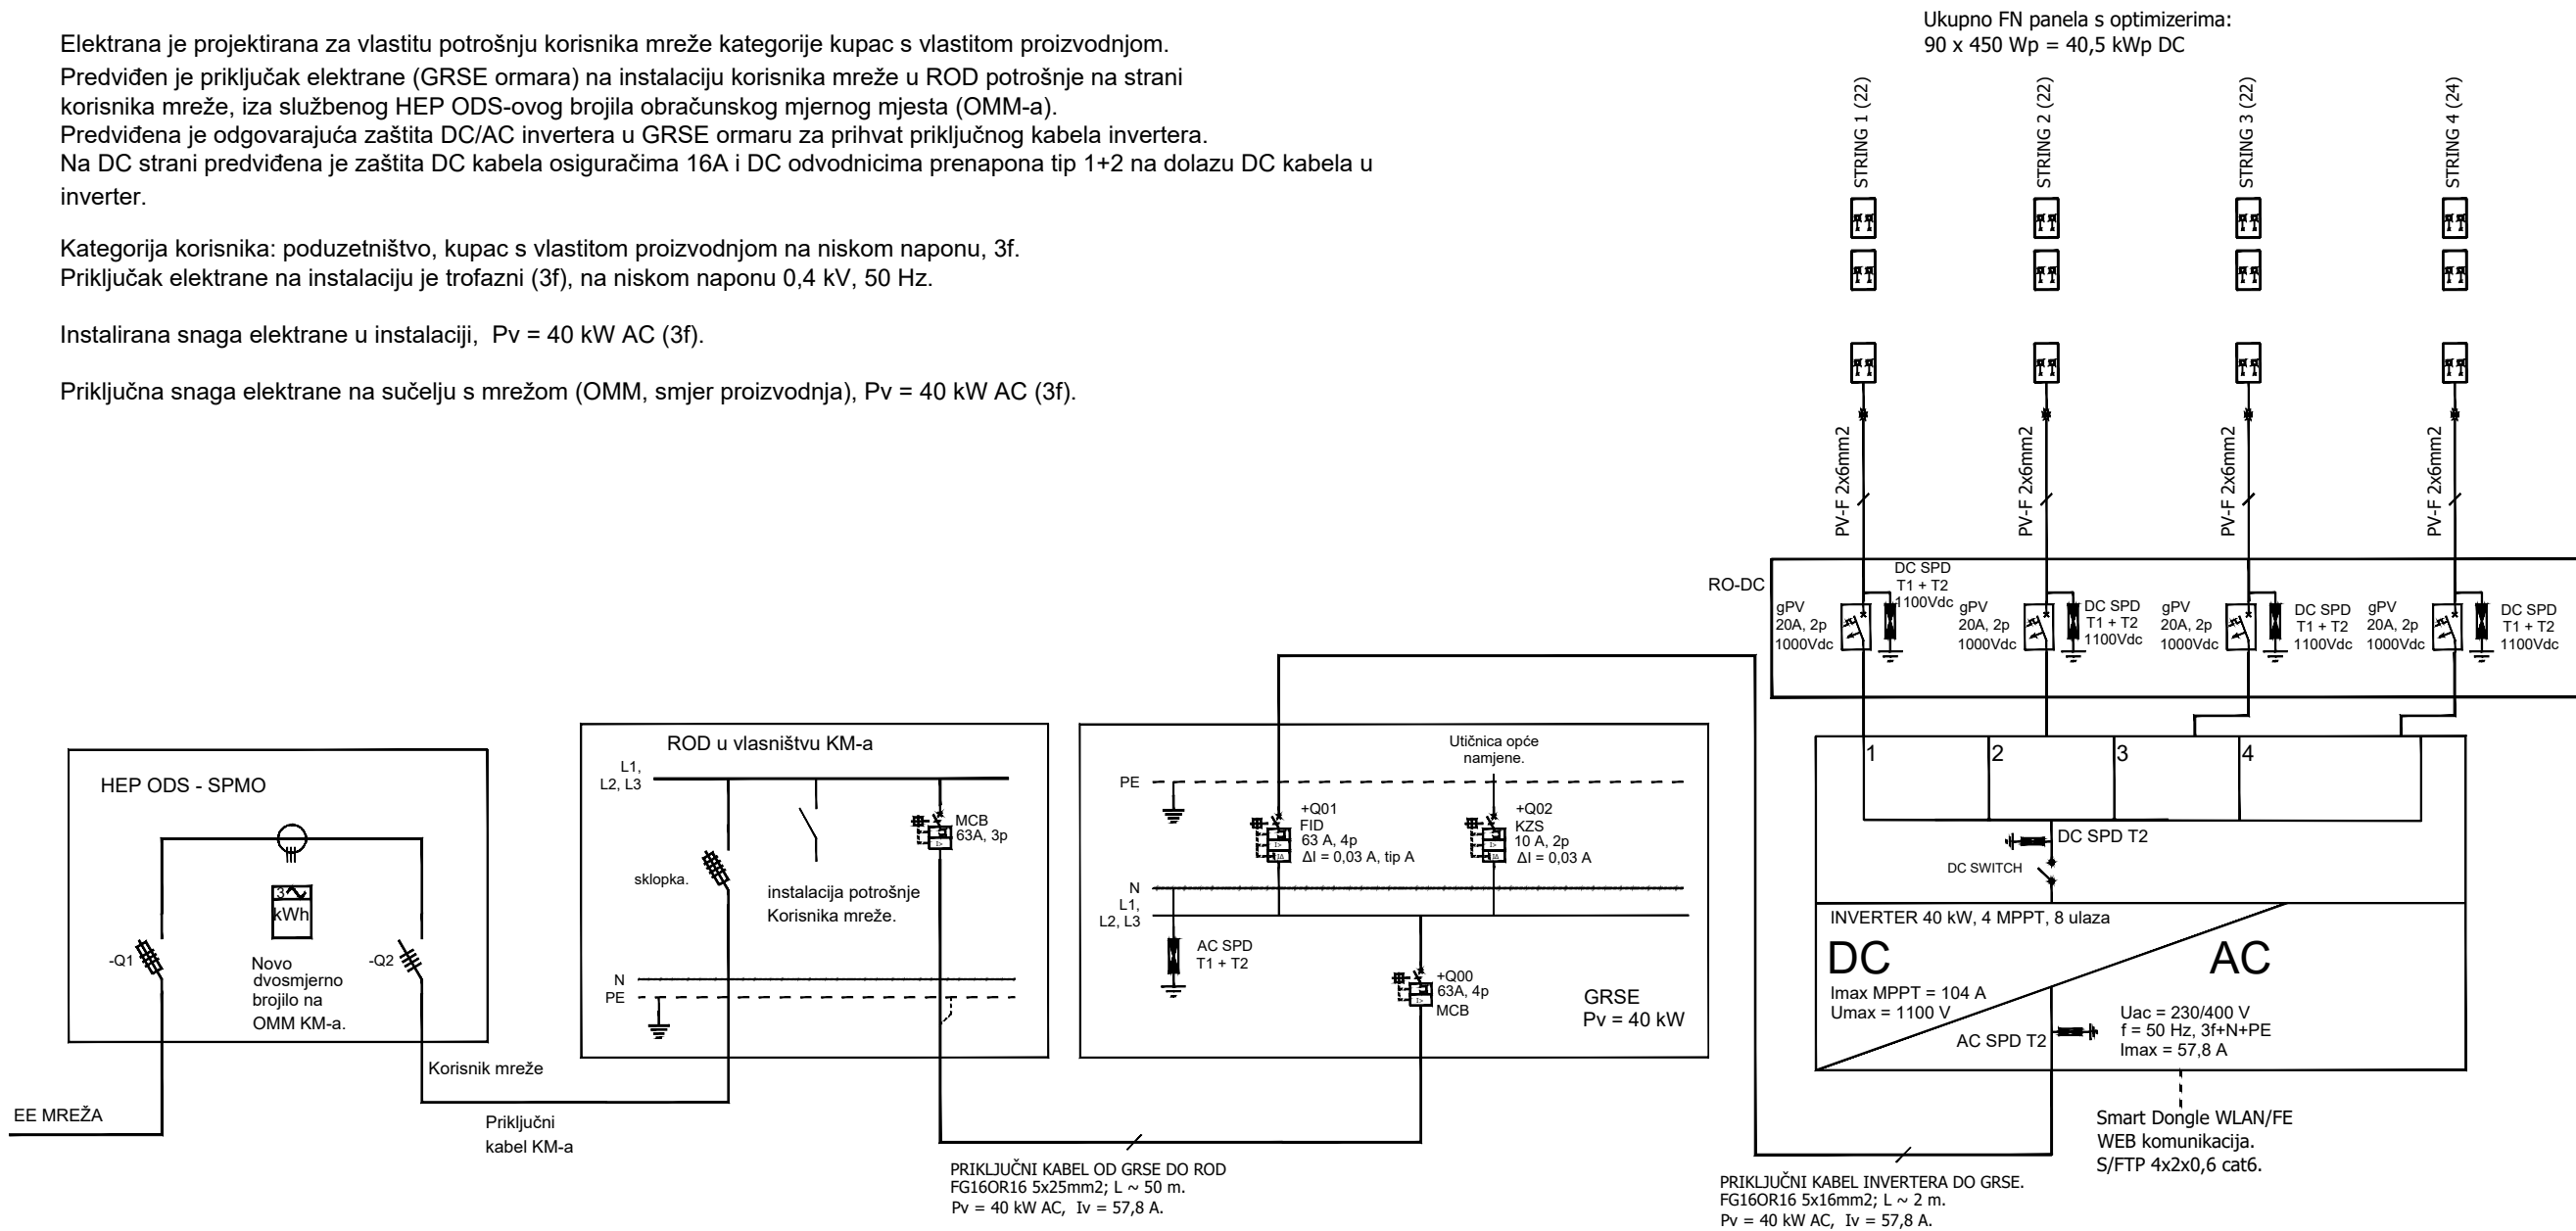 Elektrana je projektirana za vlastitu potrošnju korisnika mreže kategorije kupac s vlastitom proizvodnjom.
Predviđen je priključak elektrane (GRSE ormara) na instalaciju korisnika mreže u ROD potrošnje na strani
korisnika mreže, iza službenog HEP ODS-ovog brojila obračunskog mjernog mjesta (OMM-a).
Predviđena je odgovarajuća zaštita DC/AC invertera u GRSE ormaru za prihvat priključnog kabela invertera.
Na DC strani predviđena je zaštita DC kabela osiguračima 16A i DC odvodnicima prenapona tip 1+2 na dolazu DC kabela u
inverter.
Kategorija korisnika: poduzetništvo, kupac s vlastitom proizvodnjom na niskom naponu, 3f.
Priključak elektrane na instalaciju je trofazni (3f), na niskom naponu 0,4 kV, 50 Hz.
Instalirana snaga elektrane u instalaciji, Pv = 40 kW AC (3f).
Priključna snaga elektrane na sučelju s mrežom (OMM, smjer proizvodnja), Pv = 40 kW AC (3f).
Ukupno FN panela s optimizerima:
90 x 450 Wp = 40,5 kWp DC
STRING 1 (22)
STRING 2 (22)
STRING 3 (22)
STRING 4 (24)
PV-F 2x6mm2
PV-F 2x6mm2
PV-F 2x6mm2
PV-F 2x6mm2
RO-DC
gPV
20A, 2p
1000Vdc
DC SPD
T1 + T2
1100Vdc
gPV
20A, 2p
1000Vdc
DC SPD
T1 + T2
1100Vdc
gPV
20A, 2p
1000Vdc
DC SPD
T1 + T2
1100Vdc
gPV
20A, 2p
1000Vdc
DC SPD
T1 + T2
1100Vdc
HEP ODS - SPMO
3
kWh
-Q1
-Q2
Novo
dvosmjerno
brojilo na
OMM KM-a.
EE MREŽA
Korisnik mreže
Priključni
kabel KM-a
ROD u vlasništvu KM-a
L1,
L2, L3
MCB
63A, 3p
I>
sklopka.
instalacija potrošnje
Korisnika mreže.
N
PE
PRIKLJUČNI KABEL OD GRSE DO ROD
FG16OR16 5x25mm2; L ~ 50 m.
Pv = 40 kW AC, Iv = 57,8 A.
Utičnica opće
namjene.
PE
+Q01
FID
63 A, 4p
ΔI = 0,03 A, tip A
I>
IΔ
+Q02
KZS
10 A, 2p
ΔI = 0,03 A
I>
IΔ
N
L1,
L2, L3
AC SPD
T1 + T2
+Q00
63A, 4p
MCB
I>
GRSE
Pv = 40 kW
1
2
3
4
DC SPD T2
DC SWITCH
INVERTER 40 kW, 4 MPPT, 8 ulaza
DC
AC
Imax MPPT = 104 A
Umax = 1100 V
AC SPD T2
Uac = 230/400 V
f = 50 Hz, 3f+N+PE
Imax = 57,8 A
Smart Dongle WLAN/FE
WEB komunikacija.
S/FTP 4x2x0,6 cat6.
PRIKLJUČNI KABEL INVERTERA DO GRSE.
FG16OR16 5x16mm2; L ~ 2 m.
Pv = 40 kW AC, Iv = 57,8 A.